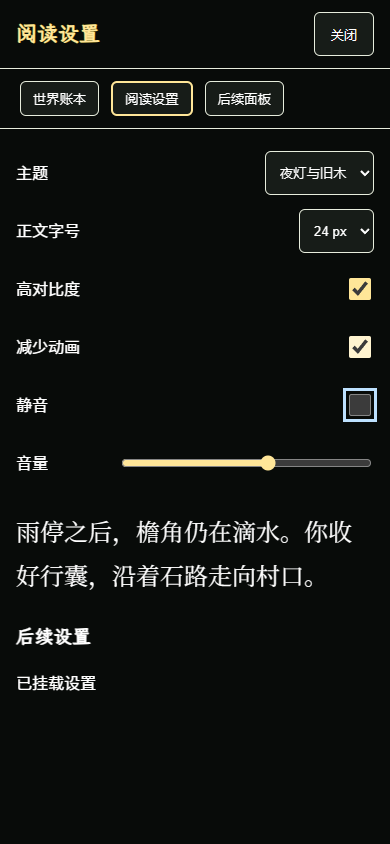 阅读设置
关闭
世界账本
阅读设置
后续面板
主题
夜灯与旧木
正文字号
24 px
高对比度
减少动画
静音
音量
雨停之后，檐角仍在滴水。你收
好行囊，沿着石路走向村口。
后续设置
已挂载设置